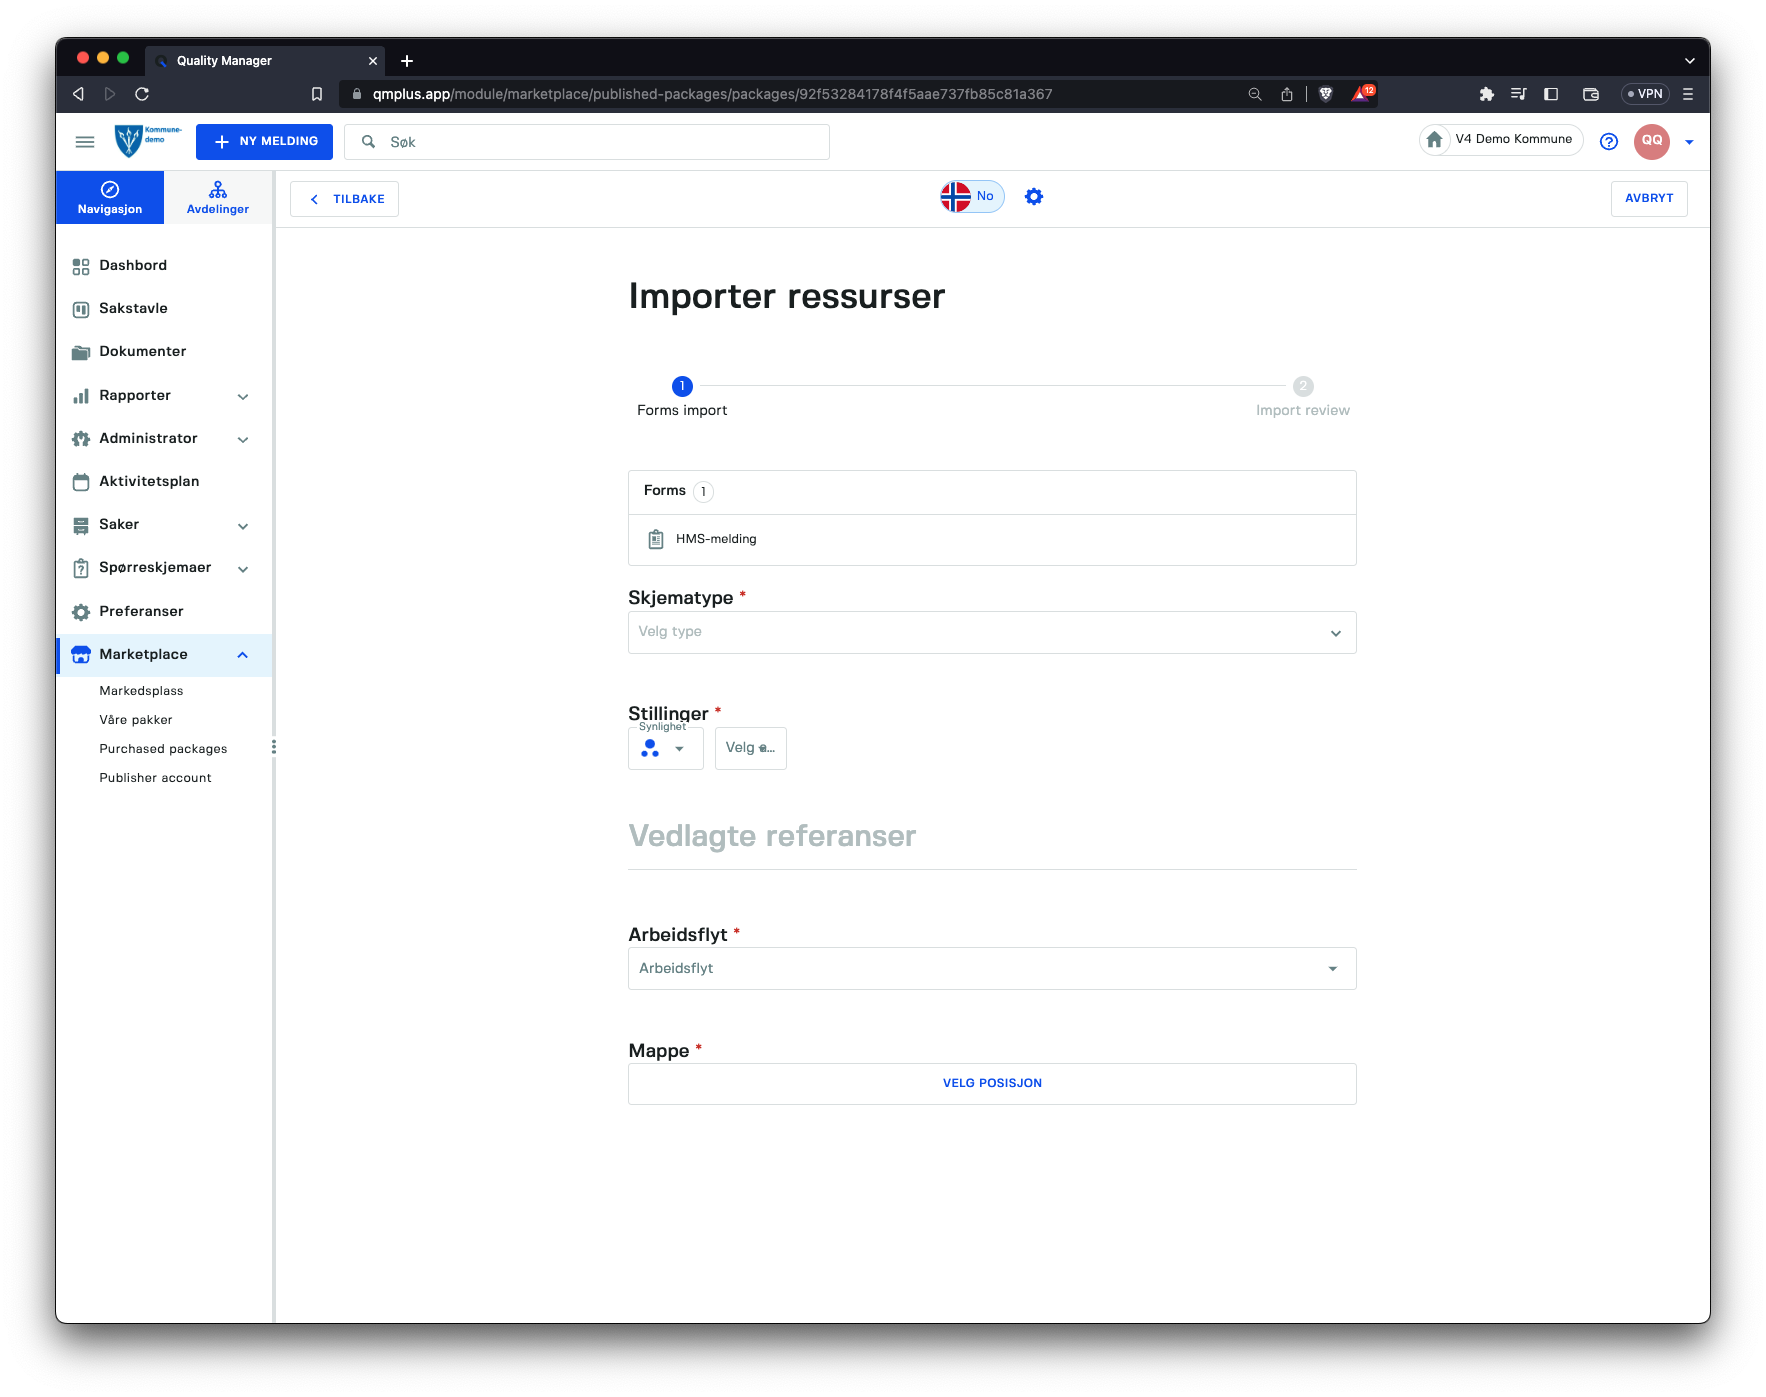 Quality Manager
qmplus.app/module/marketplace/published-packages/packages/92f53284178f4f5aae737fb85c81a367
12
VPN
Kommune-
demo
NY MELDING
Søk
V4 Demo Kommune
QQ
Navigasjon
Avdelinger
TILBAKE
No
AVBRYT
Dashbord
Sakstavle
Dokumenter
Rapporter
Administrator
Aktivitetsplan
Saker
Spørreskjemaer
Preferanser
Marketplace
Markedsplass
Våre pakker
Purchased packages
Publisher account
Importer ressurser
1
2
Forms import
Import review
Forms 1
HMS-melding
Skjematype *
Velg type
Stillinger *
Synlighet
Velg e...
Vedlagte referanser
Arbeidsflyt *
Arbeidsflyt
Mappe *
VELG POSISJON